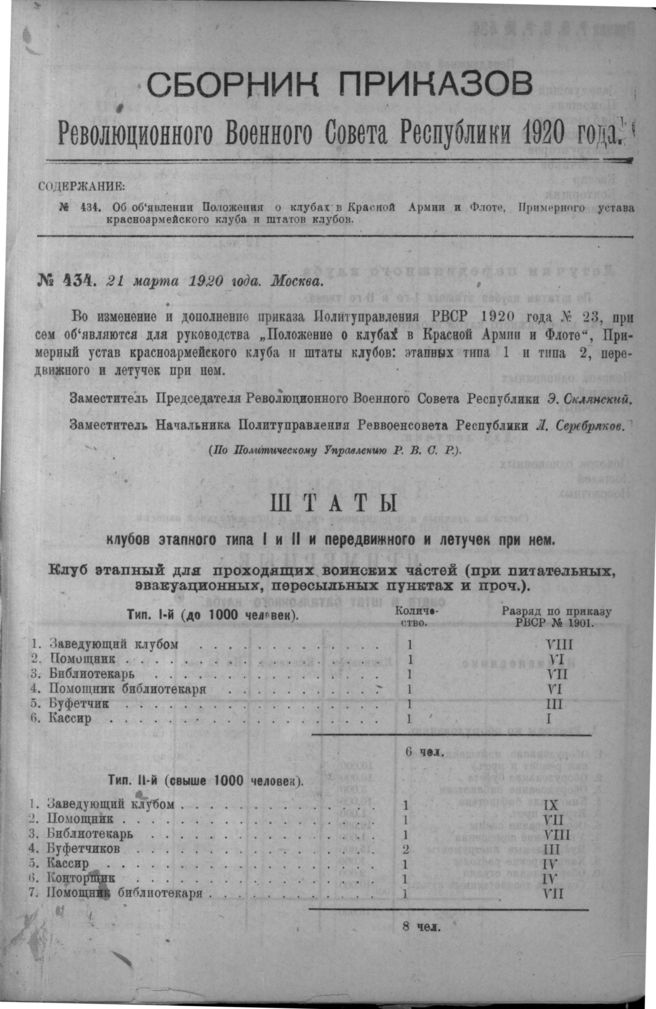 СБОРНИК ПРИКАЗОВ
Революционного Военного Совета Республики 1920 года.
СОДЕРЖАНИЕ:
№ 434. Об об'явлении Положения о клубах в Красной Армии и Флоте, Примерного устава
красноармейского клуба и штатов клубов.
№ 434. 21 марта 1920 года. Москва.
Во изменение и дополнение приказа Политуправления РВСР 1920 года № 23, при
сем об'являются для руководства „Положение о клубах в Красной Армии и Флоте“, При-
мерный устав красноармейского клуба и штаты клубов: этапных типа 1 и типа 2, пере-
движного и летучек при нем.
Заместитель Председателя Революционного Военного Совета Республики Э. Склянский.
Заместитель Начальника Политуправления Реввоенсовета Республики Л. Серебряков.
(По Политическому Управлению Р. В. С. Р.).
ШТАТЫ
клубов этапного типа I и II и передвижного и летучек при нем.
Клуб этапный для проходящих воинских частей (при питательных,
эвакуационных, пересыльных пунктах и проч.).
Тип. I-й (до 1000 человек). Количе- Разряд по приказу
ство. РВСР № 1901.
1. Заведующий клубом . . . . . . . . . . . . 1 VIII
2. Помощник . . . . . . . . . . . . . . . . . 1 VI
3. Библиотекарь . . . . . . . . . . . . . . . 1 VII
4. Помощник библиотекаря . . . . . . . . . . 1 VI
5. Буфетчик . . . . . . . . . . . . . . . . . 1 III
6. Кассир . . . . . . . . . . . . . . . . . . 1 I
6 чел.
Тип. II-й (свыше 1000 человек).
1. Заведующий клубом . . . . . . . . . . . . 1 IX
2. Помощник . . . . . . . . . . . . . . . . . 1 VII
3. Библиотекарь . . . . . . . . . . . . . . . 1 VIII
4. Буфетчиков . . . . . . . . . . . . . . . . 2 III
5. Кассир . . . . . . . . . . . . . . . . . . 1 IV
6. Конторщик . . . . . . . . . . . . . . . . 1 IV
7. Помощник библиотекаря . . . . . . . . . . 1 VII
8 чел.